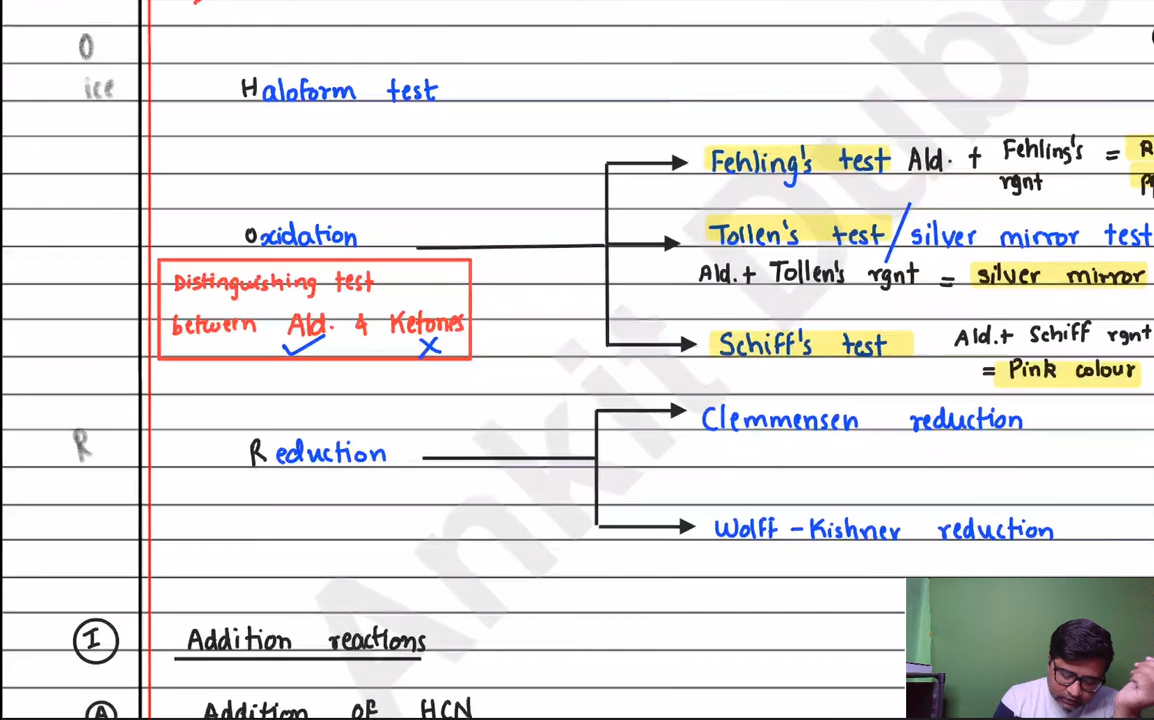 O
ice
Haloform test
Fehling's test Ald. + Fehling's rgnt =
Oxidation
Tollen's test / silver mirror test
Ald. + Tollen's rgnt = silver mirror
Distinguishing test
between Ald. & Ketones
Schiff's test Ald. + Schiff rgnt
= Pink colour
Clemmensen reduction
R
Reduction
Wolff - Kishner reduction
I Addition reactions
A Addition of HCN
Ankit Dube